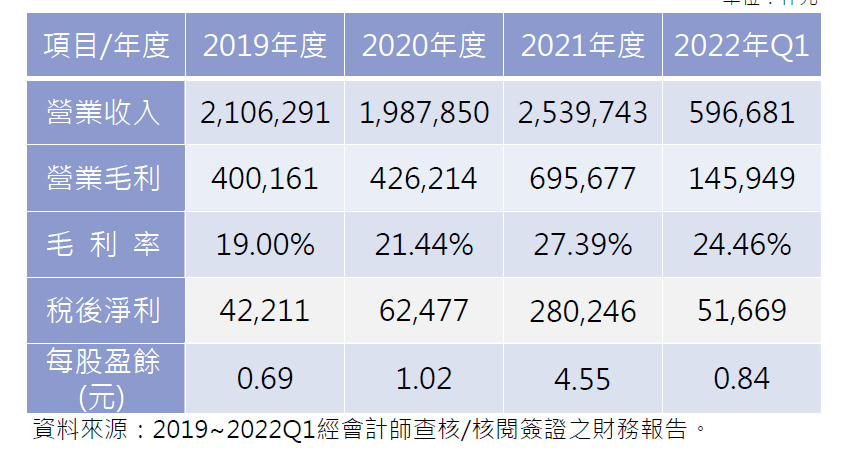 項目/年度 2019年度 2020年度 2021年度 2022年Q1
營業收入 2,106,291 1,987,850 2,539,743 596,681
營業毛利 400,161 426,214 695,677 145,949
毛 利 率 19.00% 21.44% 27.39% 24.46%
稅後淨利 42,211 62,477 280,246 51,669
每股盈餘
(元) 0.69 1.02 4.55 0.84
資料來源：2019~2022Q1經會計師查核/核閱簽證之財務報告。